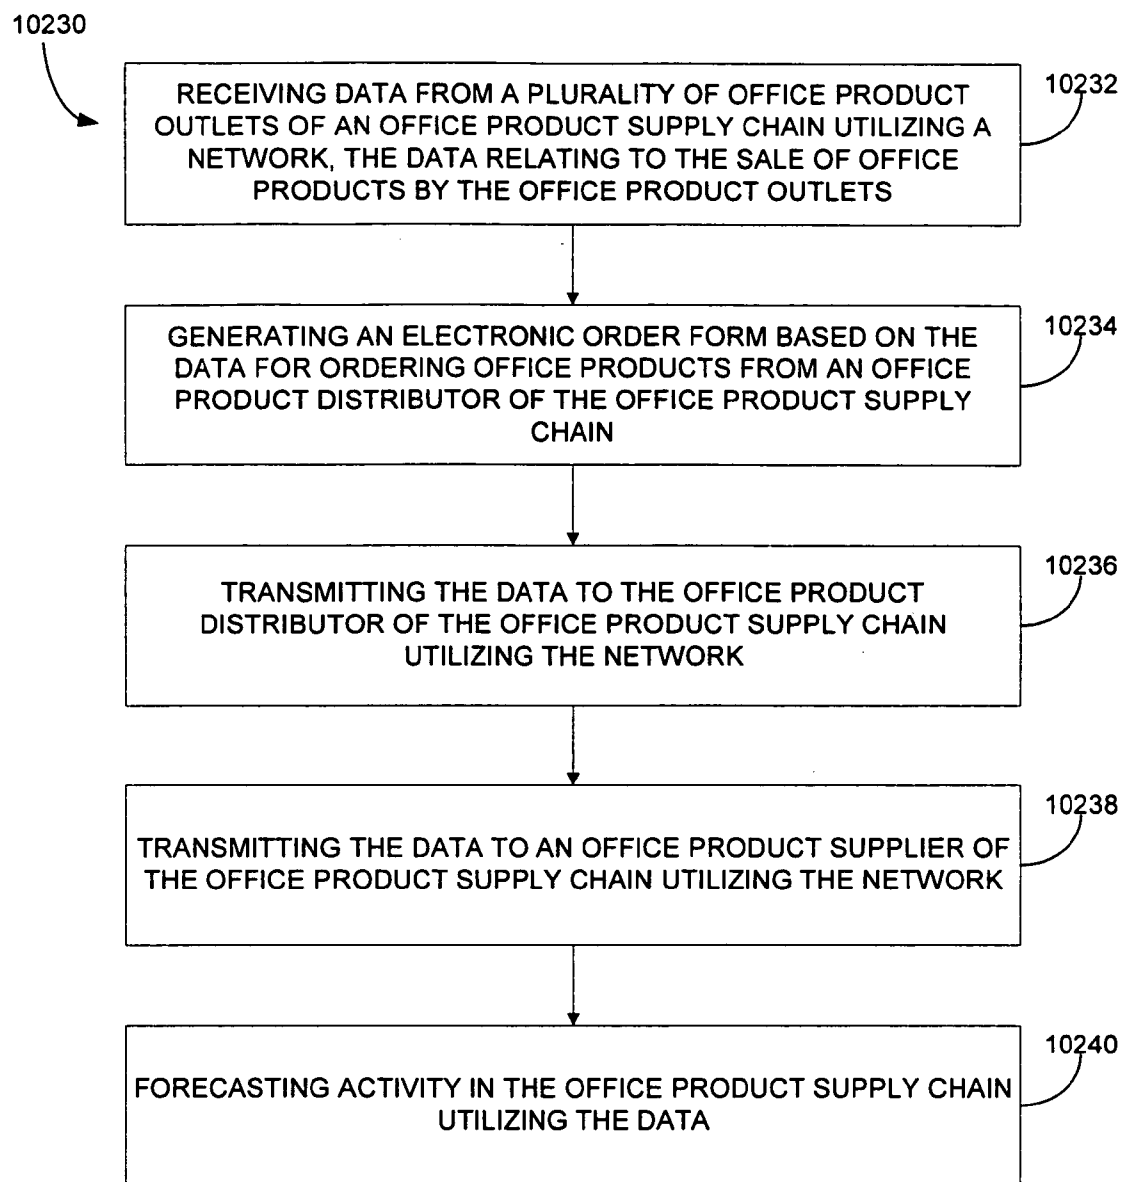 10230
RECEIVING DATA FROM A PLURALITY OF OFFICE PRODUCT
OUTLETS OF AN OFFICE PRODUCT SUPPLY CHAIN UTILIZING A
NETWORK, THE DATA RELATING TO THE SALE OF OFFICE
PRODUCTS BY THE OFFICE PRODUCT OUTLETS
10232
GENERATING AN ELECTRONIC ORDER FORM BASED ON THE
DATA FOR ORDERING OFFICE PRODUCTS FROM AN OFFICE
PRODUCT DISTRIBUTOR OF THE OFFICE PRODUCT SUPPLY
CHAIN
10234
TRANSMITTING THE DATA TO THE OFFICE PRODUCT
DISTRIBUTOR OF THE OFFICE PRODUCT SUPPLY CHAIN
UTILIZING THE NETWORK
10236
TRANSMITTING THE DATA TO AN OFFICE PRODUCT SUPPLIER OF
THE OFFICE PRODUCT SUPPLY CHAIN UTILIZING THE NETWORK
10238
FORECASTING ACTIVITY IN THE OFFICE PRODUCT SUPPLY CHAIN
UTILIZING THE DATA
10240